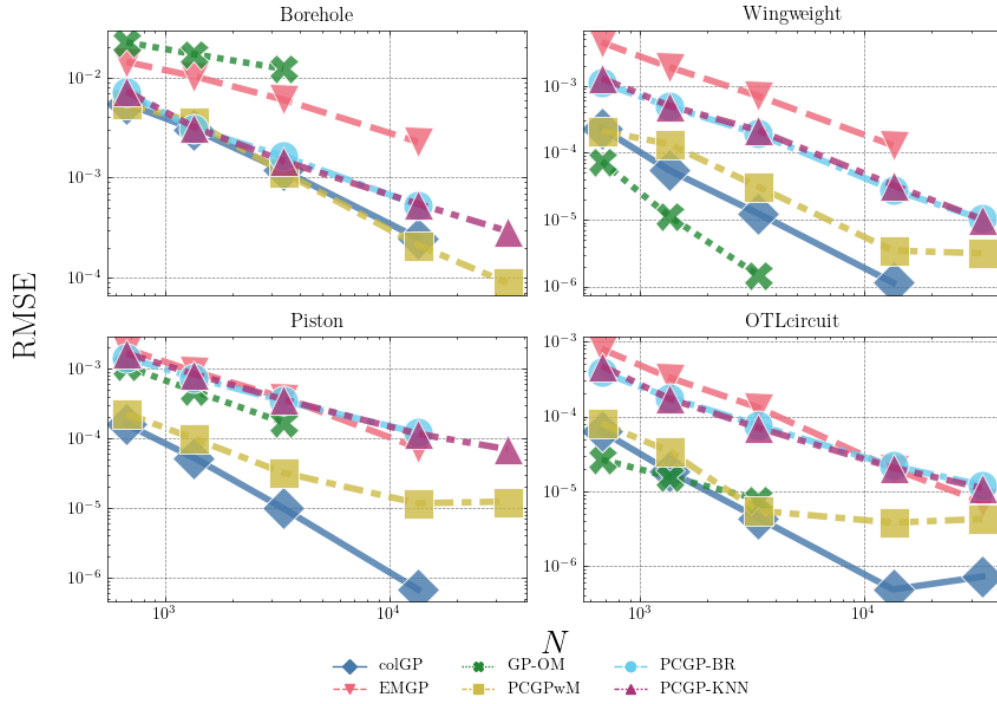 Borehole
Wingweight
10^{-2}
10^{-3}
10^{-4}
10^{-3}
10^{-4}
10^{-5}
10^{-6}
RMSE
Piston
OTLcircuit
10^{-3}
10^{-4}
10^{-5}
10^{-6}
10^{-3}
10^{-4}
10^{-5}
10^{-6}
10^{3}
10^{4}
10^{3}
10^{4}
N
colGP
GP-OM
PCGP-BR
EMGP
PCGPwM
PCGP-KNN